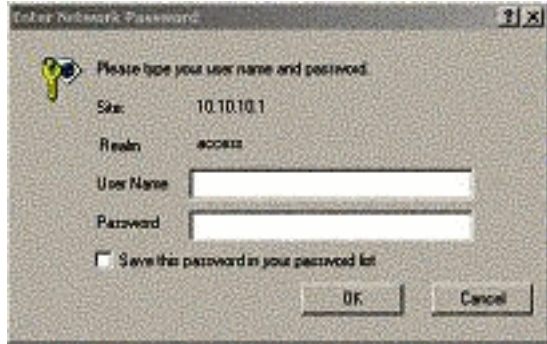 Enter Network Password
Please type your user name and password.
Site: 10.10.10.1
Realm access
User Name
Password
Save this password in your password list
OK Cancel